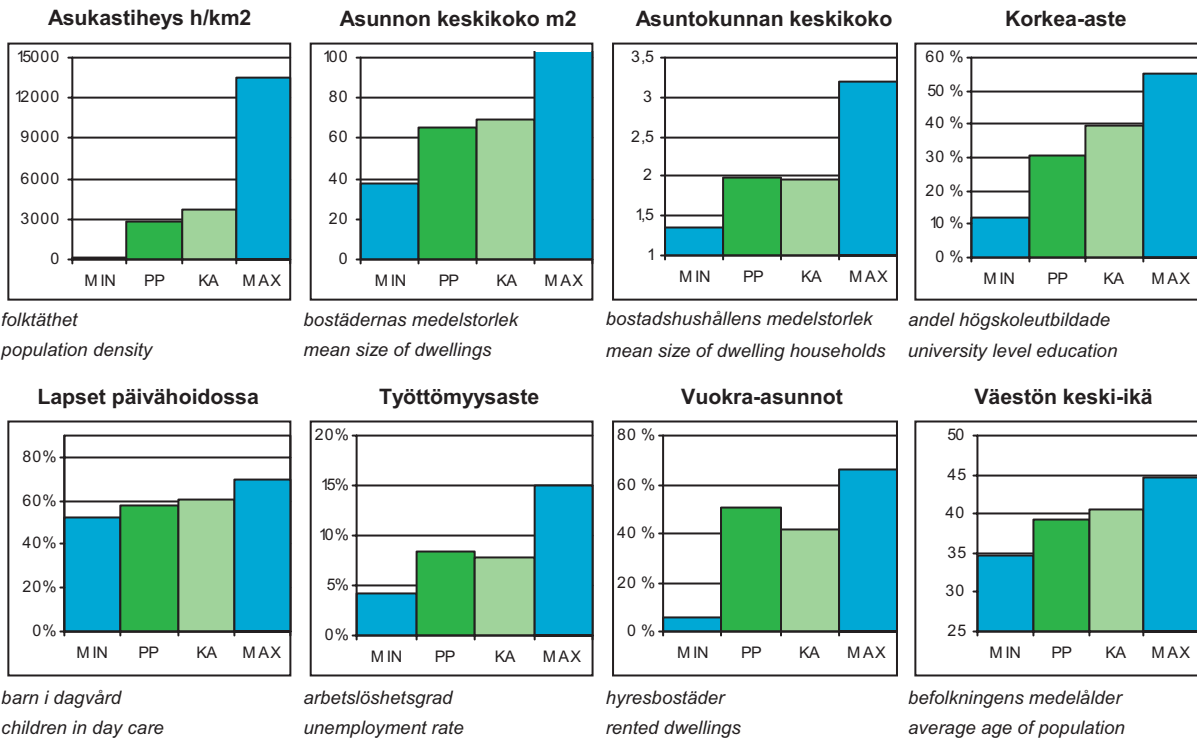 Asukastiheys h/km2
15000
12000
9000
6000
3000
0
MIN PP KA MAX
folktäthet
population density
Asunnon keskikoko m2
100
80
60
40
20
0
MIN PP KA MAX
bostädernas medelstorlek
mean size of dwellings
Asuntokunnan keskikoko
3,5
3
2,5
2
1,5
1
MIN PP KA MAX
bostadshushållens medelstorlek
mean size of dwelling households
Korkea-aste
60 %
50 %
40 %
30 %
20 %
10 %
0 %
MIN PP KA MAX
andel högskoleutbildade
university level education
Lapset päivähoidossa
80%
60%
40%
20%
0%
MIN PP KA MAX
barn i dagvård
children in day care
Työttömyysaste
20%
15%
10%
5%
0%
MIN PP KA MAX
arbetslöshetsgrad
unemployment rate
Vuokra-asunnot
80 %
60 %
40 %
20 %
0 %
MIN PP KA MAX
hyresbostäder
rented dwellings
Väestön keski-ikä
50
45
40
35
30
25
MIN PP KA MAX
befolkningens medelålder
average age of population